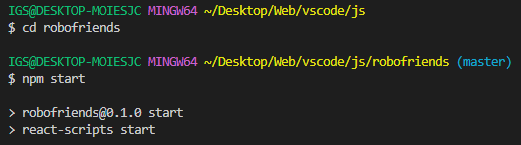 IGS@DESKTOP-MOIESJC MINGW64 ~/Desktop/Web/vscode/js
$ cd robofriends
IGS@DESKTOP-MOIESJC MINGW64 ~/Desktop/Web/vscode/js/robofriends (master)
$ npm start
> robofriends@0.1.0 start
> react-scripts start